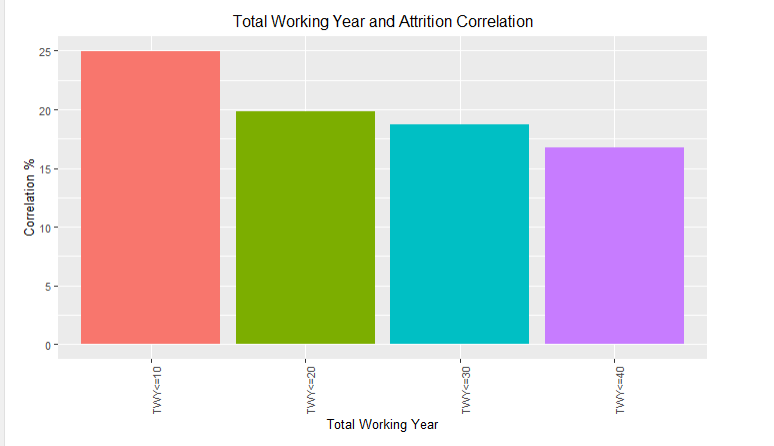 Total Working Year and Attrition Correlation
Correlation %
25
20
15
10
5
0
TWY<=10
TWY<=20
TWY<=30
TWY<=40
Total Working Year